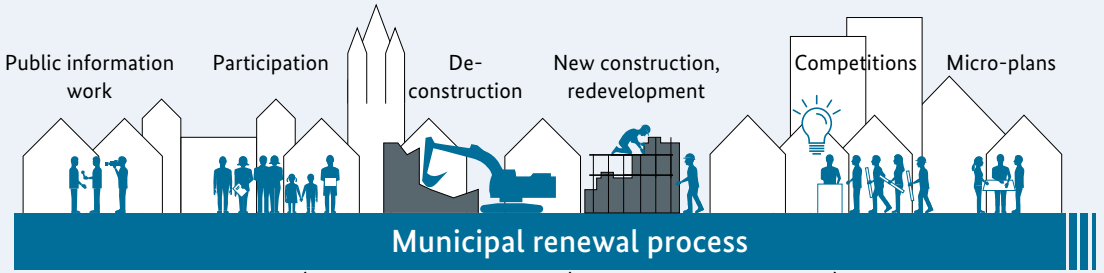 Public information
work
Participation
De-
construction
New construction,
redevelopment
Competitions
Micro-plans
Municipal renewal process